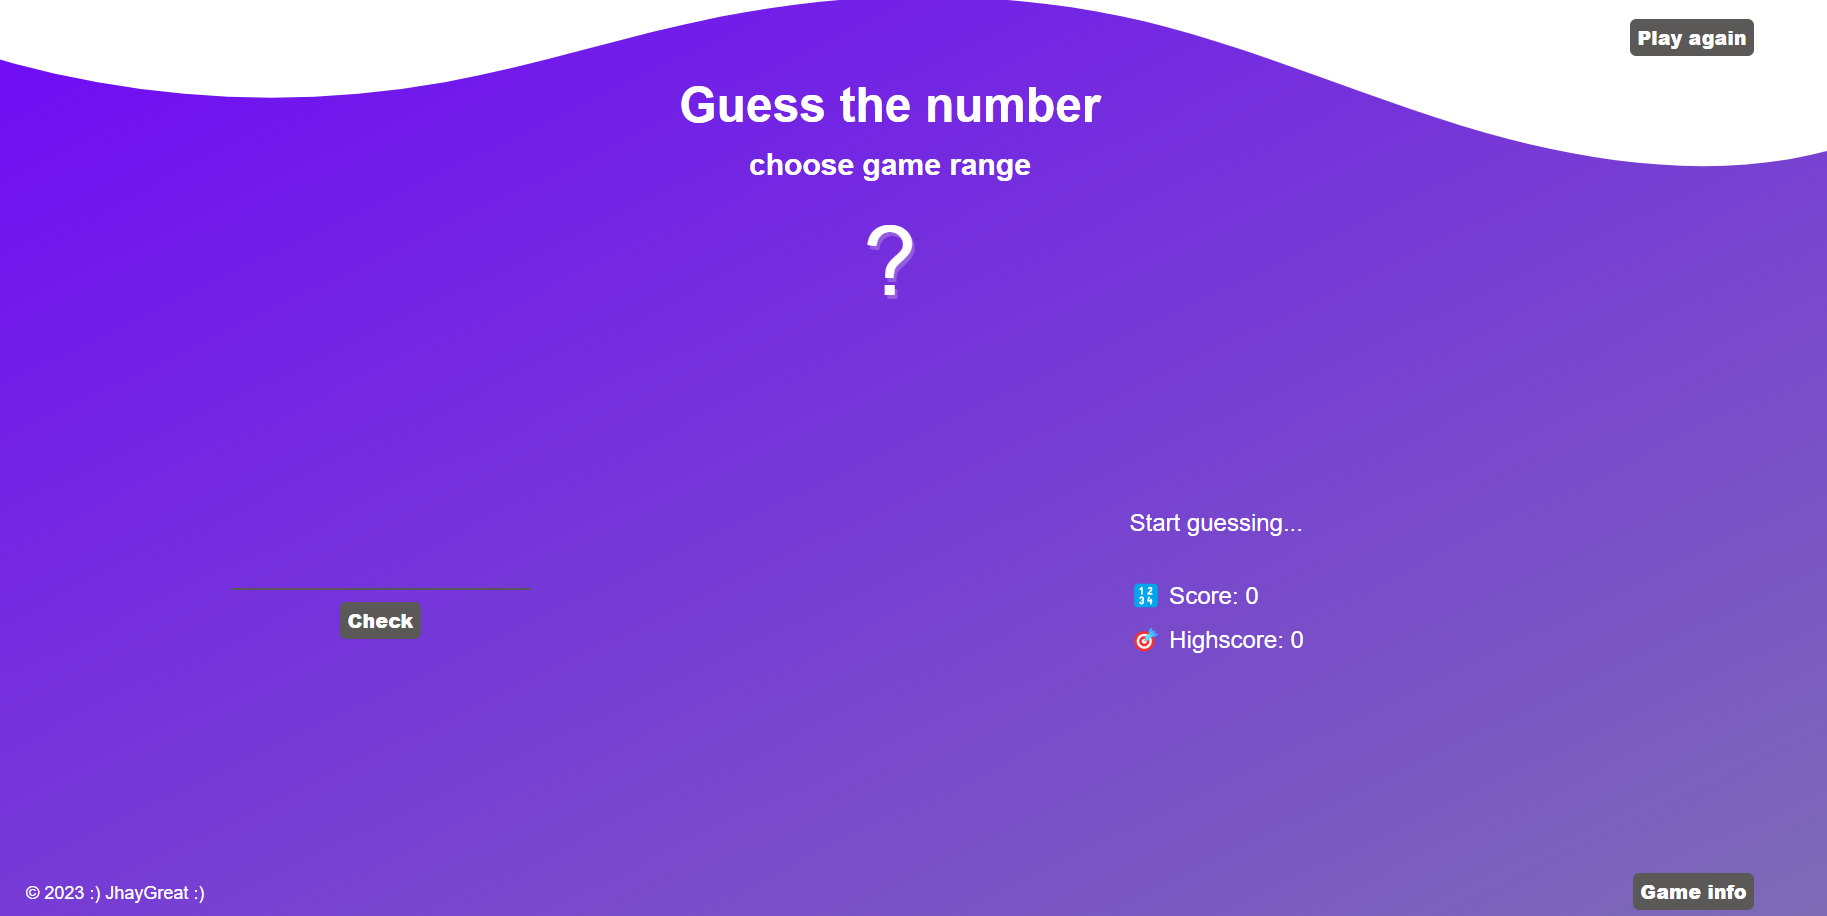 Play again
Guess the number
choose game range
?
Start guessing...
🔢 Score: 0
Check
🎯 Highscore: 0
© 2023 :) JhayGreat :)
Game info